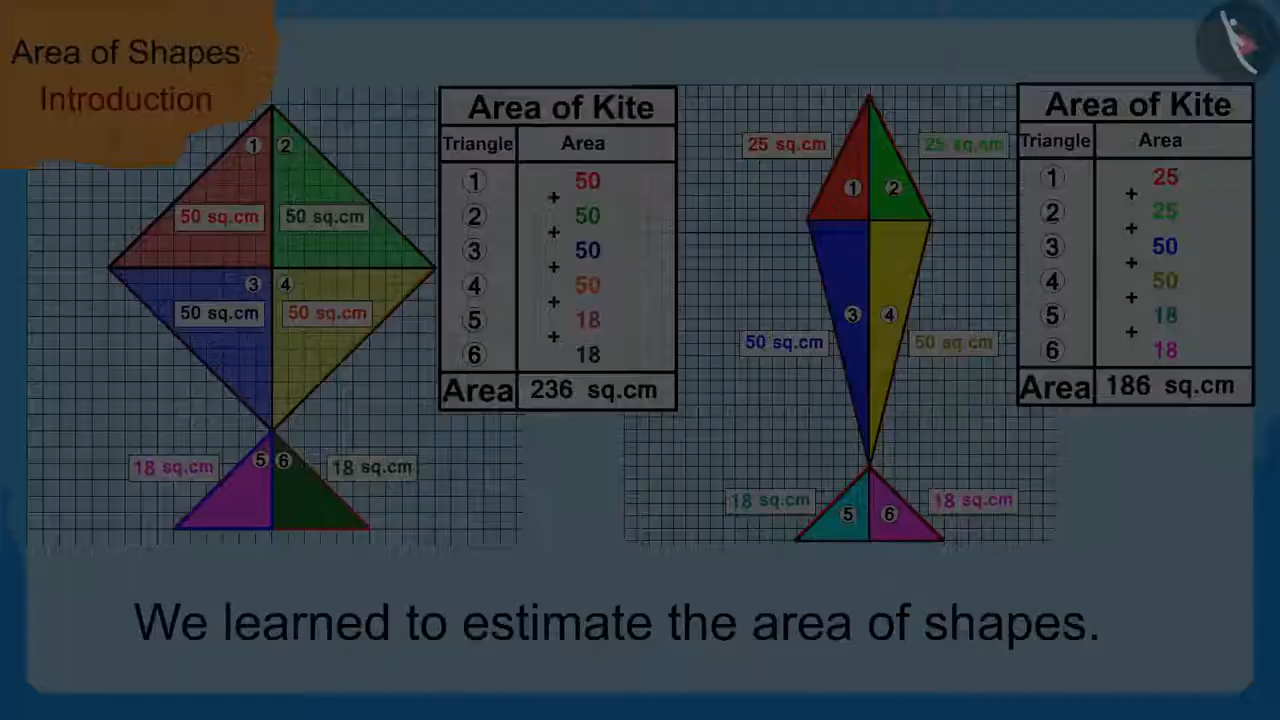 Area of Shapes
Introduction
1 2
50 sq.cm 50 sq.cm
3 4
50 sq.cm 50 sq.cm
5 6
18 sq.cm 18 sq.cm
Area of Kite
Triangle Area
1 50
+
2 50
+
3 50
+
4 50
+
5 18
+
6 18
Area 236 sq.cm
25 sq.cm 25 sq.cm
1 2
3 4
50 sq.cm 50 sq.cm
18 sq.cm 18 sq.cm
5 6
Area of Kite
Triangle Area
1 25
+
2 25
+
3 50
+
4 50
+
5 18
+
6 18
Area 186 sq.cm
We learned to estimate the area of shapes.